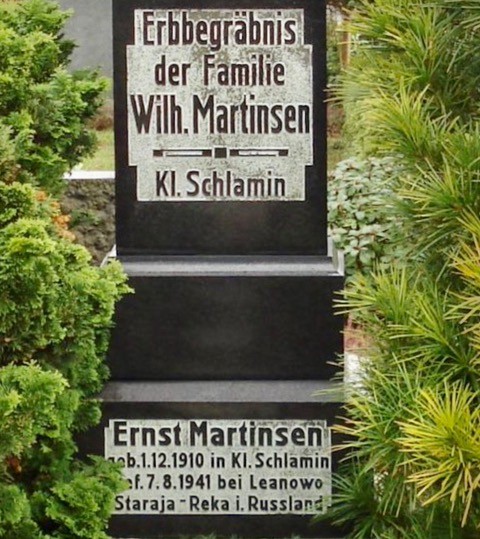 Erbbegräbnis
der Familie
Wilh. Martinsen
Kl. Schlamin
Ernst Martinsen
geb. 1.12.1910 in Kl. Schlamin
gef. 7.8.1941 bei Leanowo
Staraja-Reka i. Russland